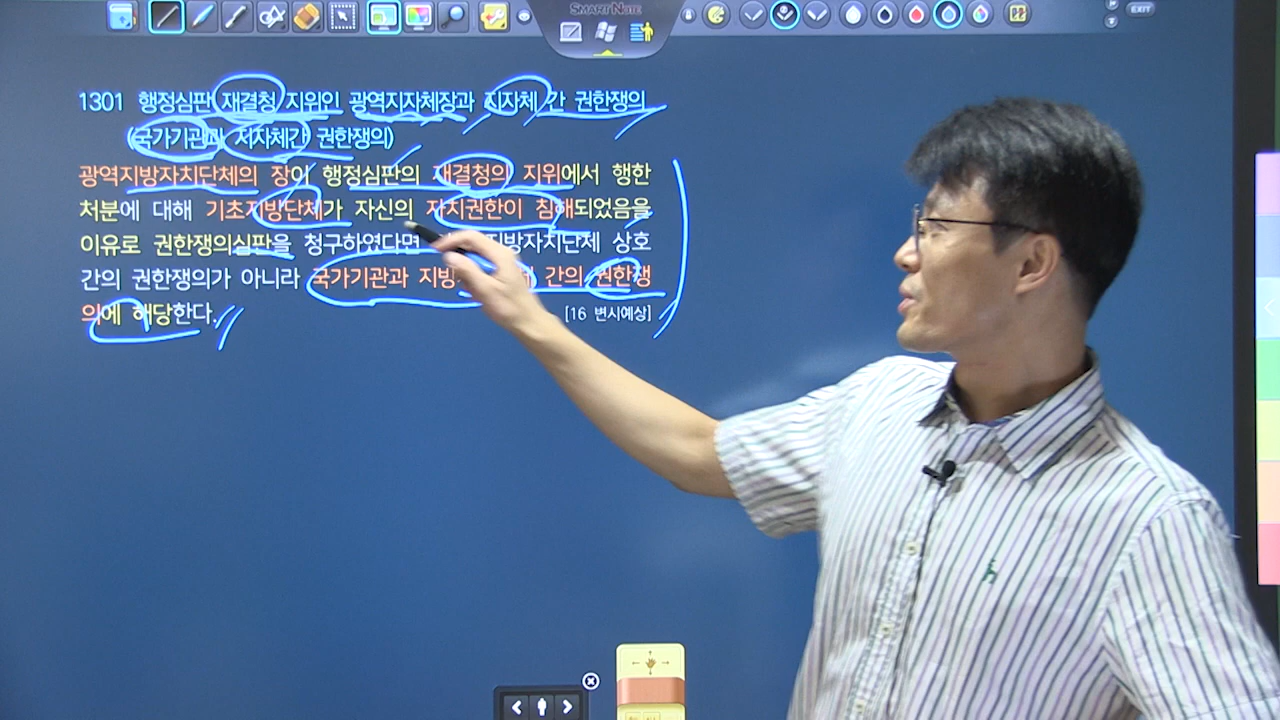 SMART NOTE
EXIT
1301 행정심판 재결청 지위인 광역지자체장과 지자체 간 권한쟁의
(국가기관과 지자체간 권한쟁의)
광역지방자치단체의 장이 행정심판의 재결청의 지위에서 행한
처분에 대해 기초지방단체가 자신의 자치권한이 침해되었음을
이유로 권한쟁의심판을 청구하였다면 지방자치단체 상호
간의 권한쟁의가 아니라 국가기관과 지방 간의 권한쟁
의에 해당한다.
[16 변시예상]